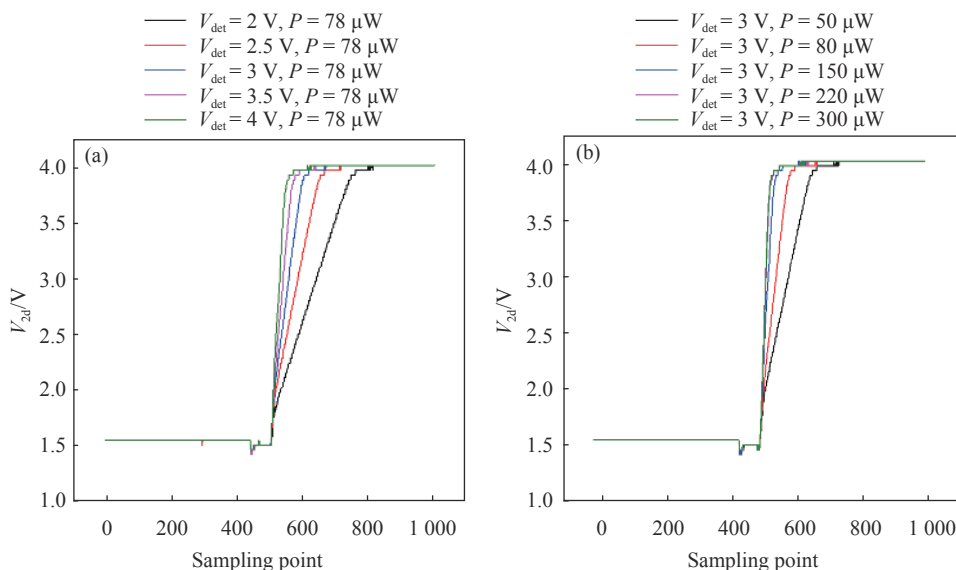 V_det = 2 V, P = 78 μW
V_det = 2.5 V, P = 78 μW
V_det = 3 V, P = 78 μW
V_det = 3.5 V, P = 78 μW
V_det = 4 V, P = 78 μW
(a)
4.0
3.5
3.0
2.5
2.0
1.5
1.0
V_2d/V
0 200 400 600 800 1 000
Sampling point
V_det = 3 V, P = 50 μW
V_det = 3 V, P = 80 μW
V_det = 3 V, P = 150 μW
V_det = 3 V, P = 220 μW
V_det = 3 V, P = 300 μW
(b)
4.0
3.5
3.0
2.5
2.0
1.5
1.0
V_2d/V
0 200 400 600 800 1 000
Sampling point